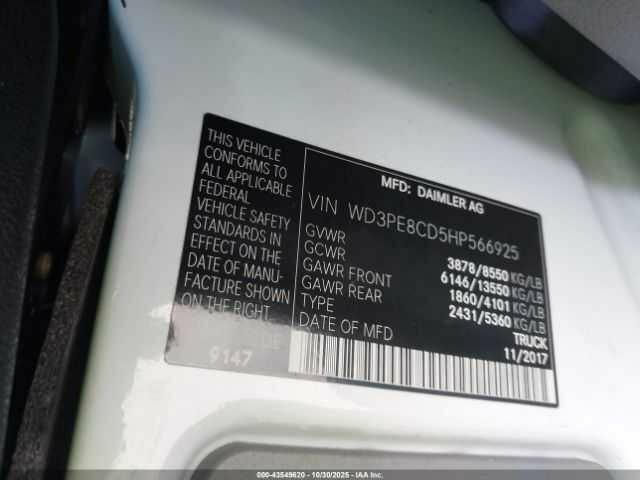 THIS VEHICLE
CONFORMS TO
ALL APPLICABLE
FEDERAL
VEHICLE SAFETY
STANDARDS IN
EFFECT ON THE
DATE OF MANU-
FACTURE SHOWN
ON THE RIGHT
9147
MFD: DAIMLER AG
VIN WD3PE8CD5HP566925
GVWR 3878/8550 KG/LB
GCWR 6146/13550 KG/LB
GAWR FRONT 1860/4101 KG/LB
GAWR REAR 2431/5360 KG/LB
TYPE TRUCK
DATE OF MFD 11/2017
000-43549620 - 10/30/2025 - IAA, Inc.